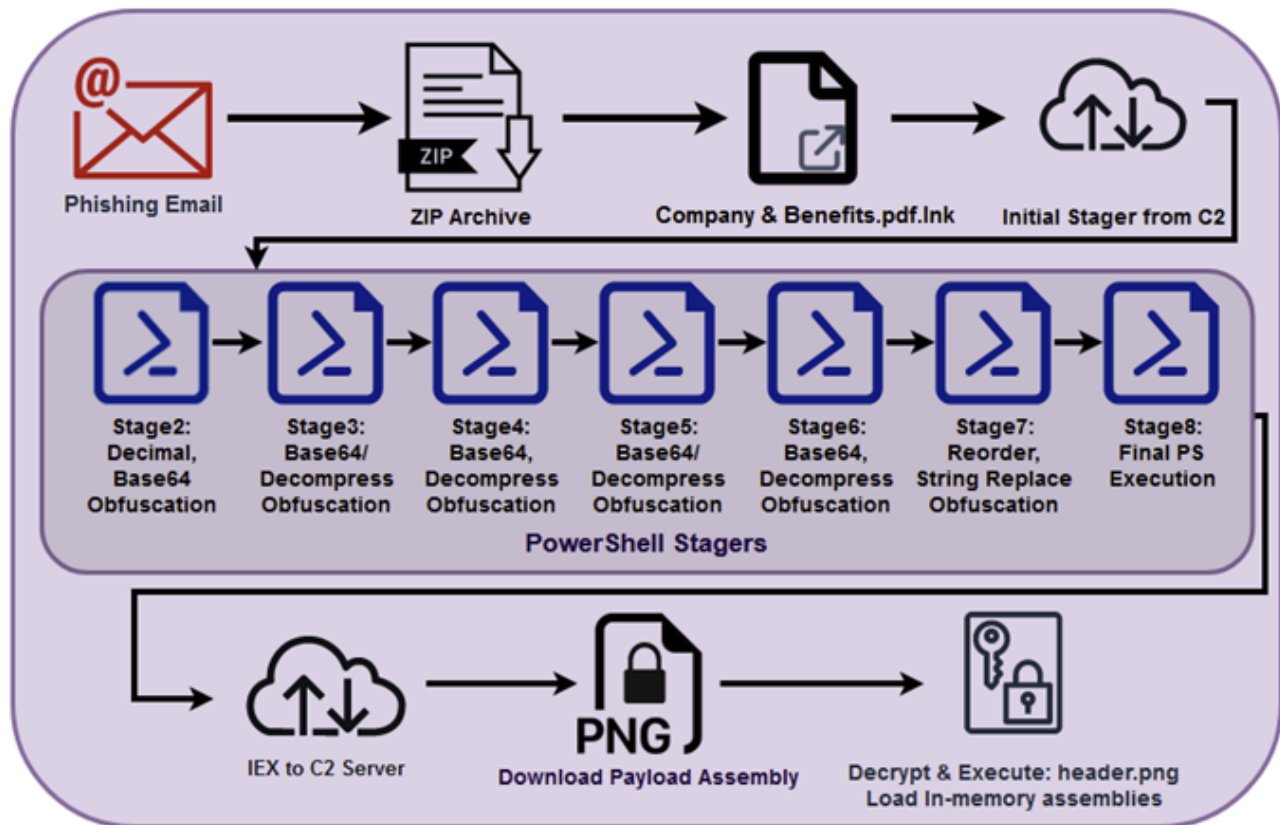 @
ZIP
Phishing Email
ZIP Archive
Company & Benefits.pdf.lnk
Initial Stager from C2
Stage2:
Decimal,
Base64
Obfuscation
Stage3:
Base64/
Decompress
Obfuscation
Stage4:
Base64,
Decompress
Obfuscation
Stage5:
Base64/
Decompress
Obfuscation
Stage6:
Base64,
Decompress
Obfuscation
Stage7:
Reorder,
String Replace
Obfuscation
Stage8:
Final PS
Execution
PowerShell Stagers
IEX to C2 Server
PNG
Download Payload Assembly
Decrypt & Execute: header.png
Load In-memory assemblies